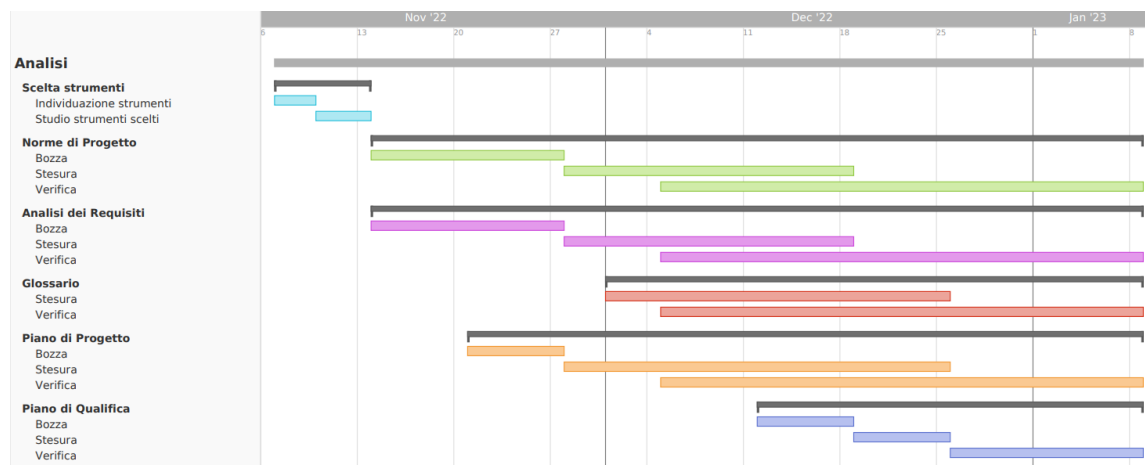 Nov '22 Dec '22 Jan '23
6 13 20 27 4 11 18 25 1 8
Analisi
Scelta strumenti
Individuazione strumenti
Studio strumenti scelti
Norme di Progetto
Bozza
Stesura
Verifica
Analisi dei Requisiti
Bozza
Stesura
Verifica
Glossario
Stesura
Verifica
Piano di Progetto
Bozza
Stesura
Verifica
Piano di Qualifica
Bozza
Stesura
Verifica